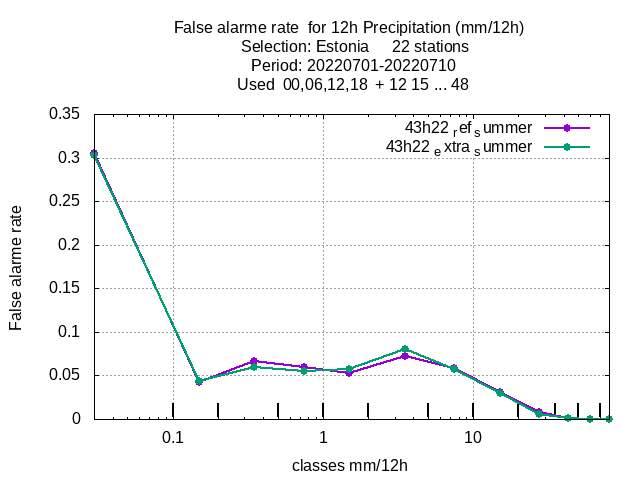 False alarme rate  for 12h Precipitation (mm/12h)
Selection: Estonia     22 stations
Period: 20220701-20220710
Used  00,06,12,18  + 12 15 ... 48
43h22 ref summer
43h22 extra summer
0.35
0.3
0.25
0.2
0.15
0.1
0.05
0
False alarme rate
0.1 1 10
classes mm/12h